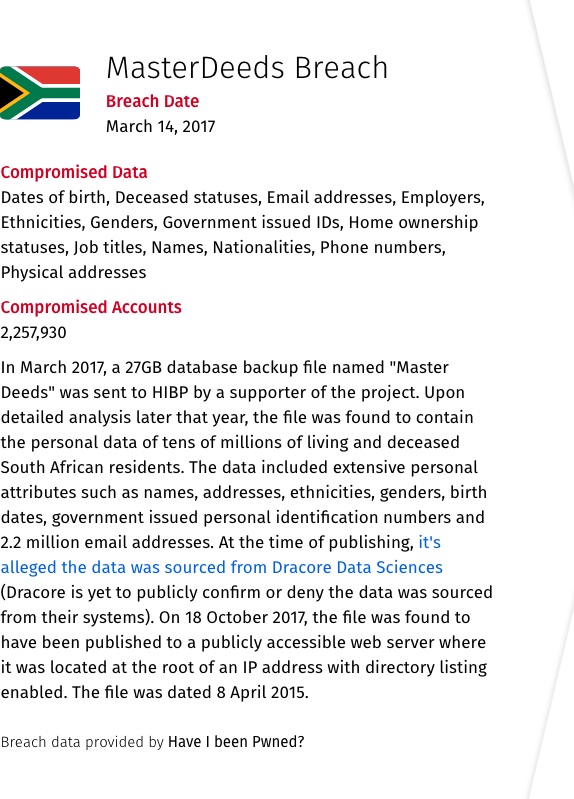 MasterDeeds Breach
Breach Date
March 14, 2017
Compromised Data
Dates of birth, Deceased statuses, Email addresses, Employers,
Ethnicities, Genders, Government issued IDs, Home ownership
statuses, Job titles, Names, Nationalities, Phone numbers,
Physical addresses
Compromised Accounts
2,257,930
In March 2017, a 27GB database backup file named "Master
Deeds" was sent to HIBP by a supporter of the project. Upon
detailed analysis later that year, the file was found to contain
the personal data of tens of millions of living and deceased
South African residents. The data included extensive personal
attributes such as names, addresses, ethnicities, genders, birth
dates, government issued personal identification numbers and
2.2 million email addresses. At the time of publishing, it's
alleged the data was sourced from Dracore Data Sciences
(Dracore is yet to publicly confirm or deny the data was sourced
from their systems). On 18 October 2017, the file was found to
have been published to a publicly accessible web server where
it was located at the root of an IP address with directory listing
enabled. The file was dated 8 April 2015.
Breach data provided by Have I been Pwned?